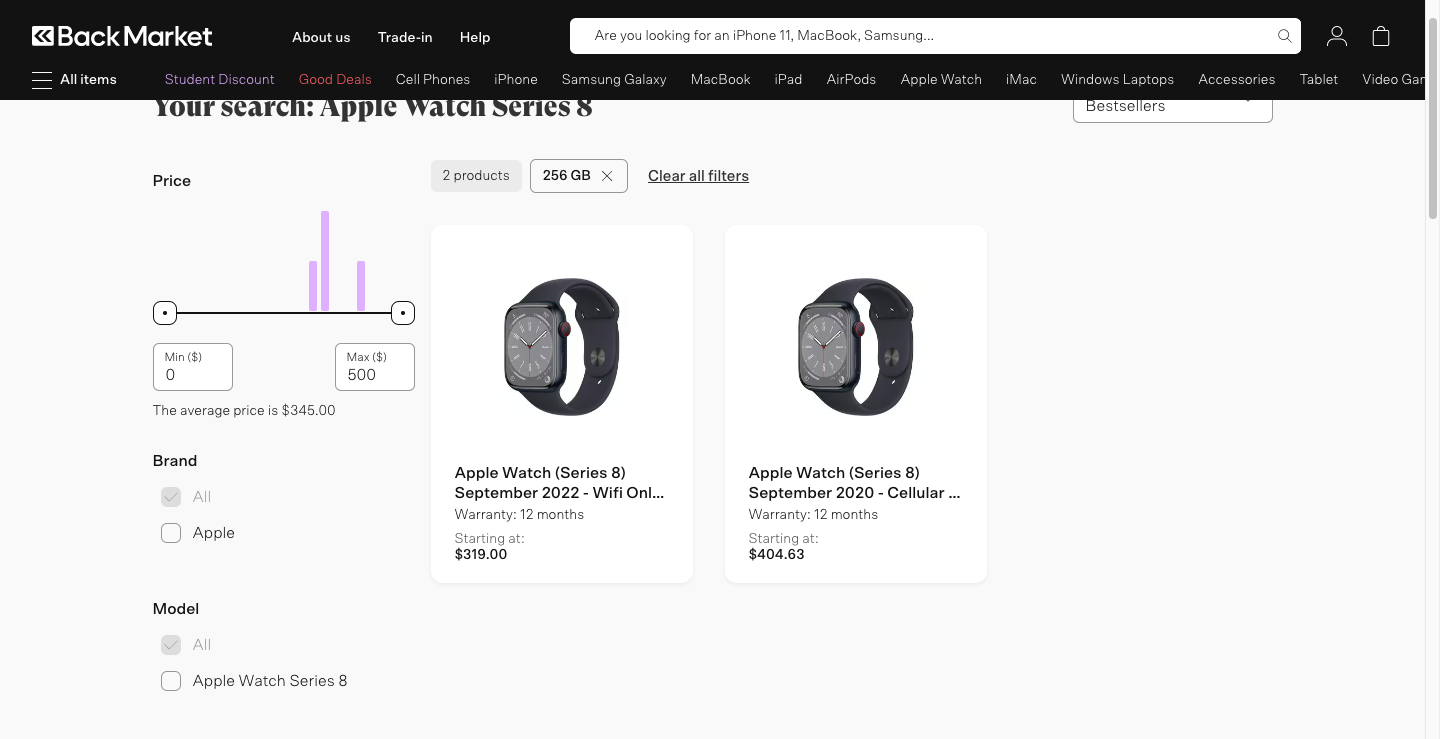 Back Market
About us
Trade-in
Help
Are you looking for an iPhone 11, MacBook, Samsung...
All items
Student Discount
Good Deals
Cell Phones
iPhone
Samsung Galaxy
MacBook
iPad
AirPods
Apple Watch
iMac
Windows Laptops
Accessories
Tablet
Video Gam
Your search: Apple Watch Series 8
Bestsellers
Price
Min ($)
0
Max ($)
500
The average price is $345.00
Brand
All
Apple
Model
All
Apple Watch Series 8
2 products
256 GB
Clear all filters
Apple Watch (Series 8)
September 2022 - Wifi Onl...
Warranty: 12 months
Starting at:
$319.00
Apple Watch (Series 8)
September 2020 - Cellular ...
Warranty: 12 months
Starting at:
$404.63